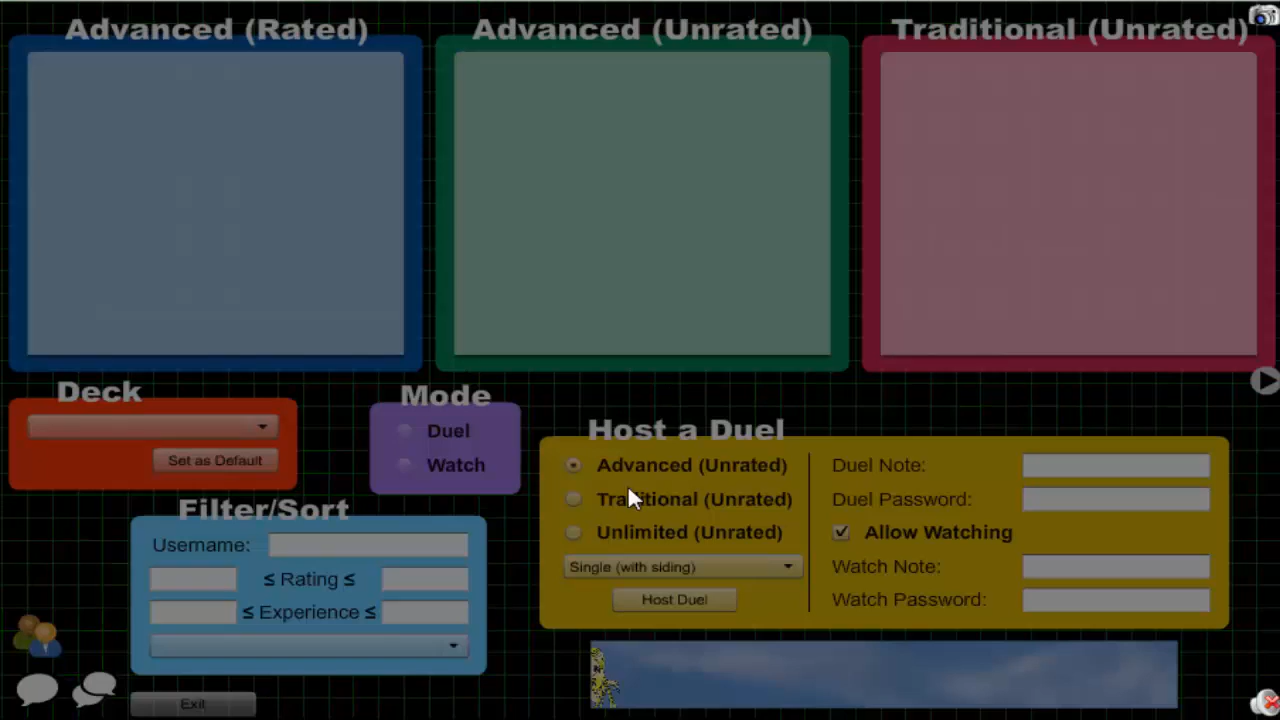 Advanced (Rated)
Advanced (Unrated)
Traditional (Unrated)
Deck
Set as Default
Mode
Duel
Watch
Filter/Sort
Username:
≤ Rating ≤
≤ Experience ≤
Exit
Host a Duel
Advanced (Unrated)
Traditional (Unrated)
Unlimited (Unrated)
Single (with siding)
Host Duel
Duel Note:
Duel Password:
Allow Watching
Watch Note:
Watch Password: